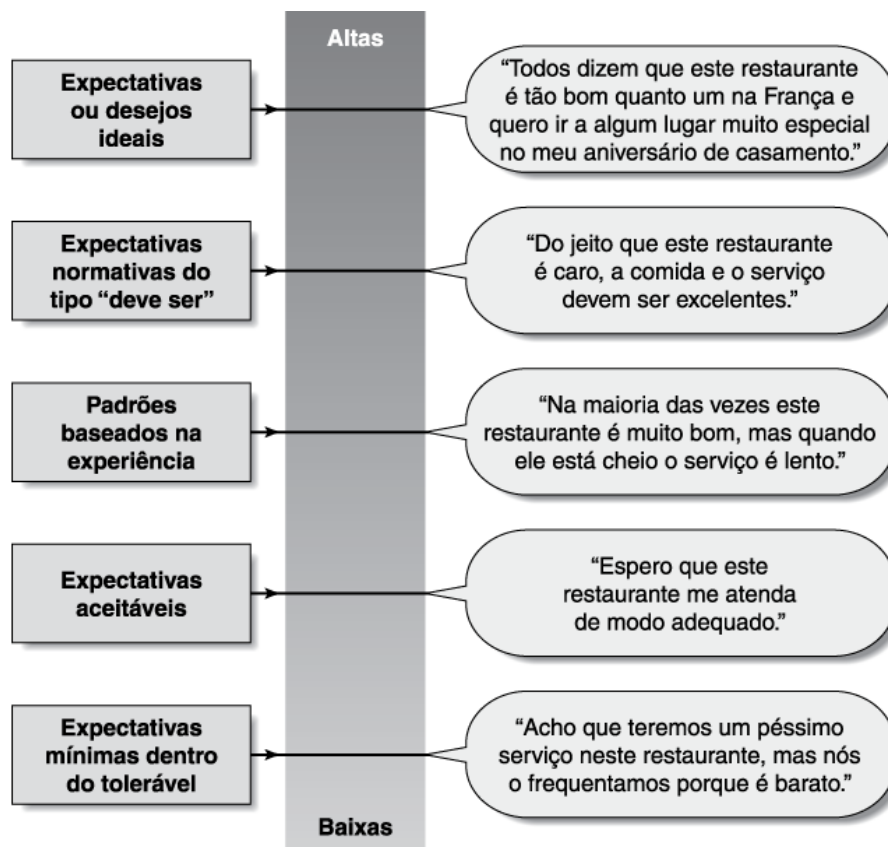 Altas
Expectativas
ou desejos
ideais
“Todos dizem que este restaurante
é tão bom quanto um na França e
quero ir a algum lugar muito especial
no meu aniversário de casamento.”
Expectativas
normativas do
tipo “deve ser”
“Do jeito que este restaurante
é caro, a comida e o serviço
devem ser excelentes.”
Padrões
baseados na
experiência
“Na maioria das vezes este
restaurante é muito bom, mas quando
ele está cheio o serviço é lento.”
Expectativas
aceitáveis
“Espero que este
restaurante me atenda
de modo adequado.”
Expectativas
mínimas dentro
do tolerável
“Acho que teremos um péssimo
serviço neste restaurante, mas nós
o frequentamos porque é barato.”
Baixas